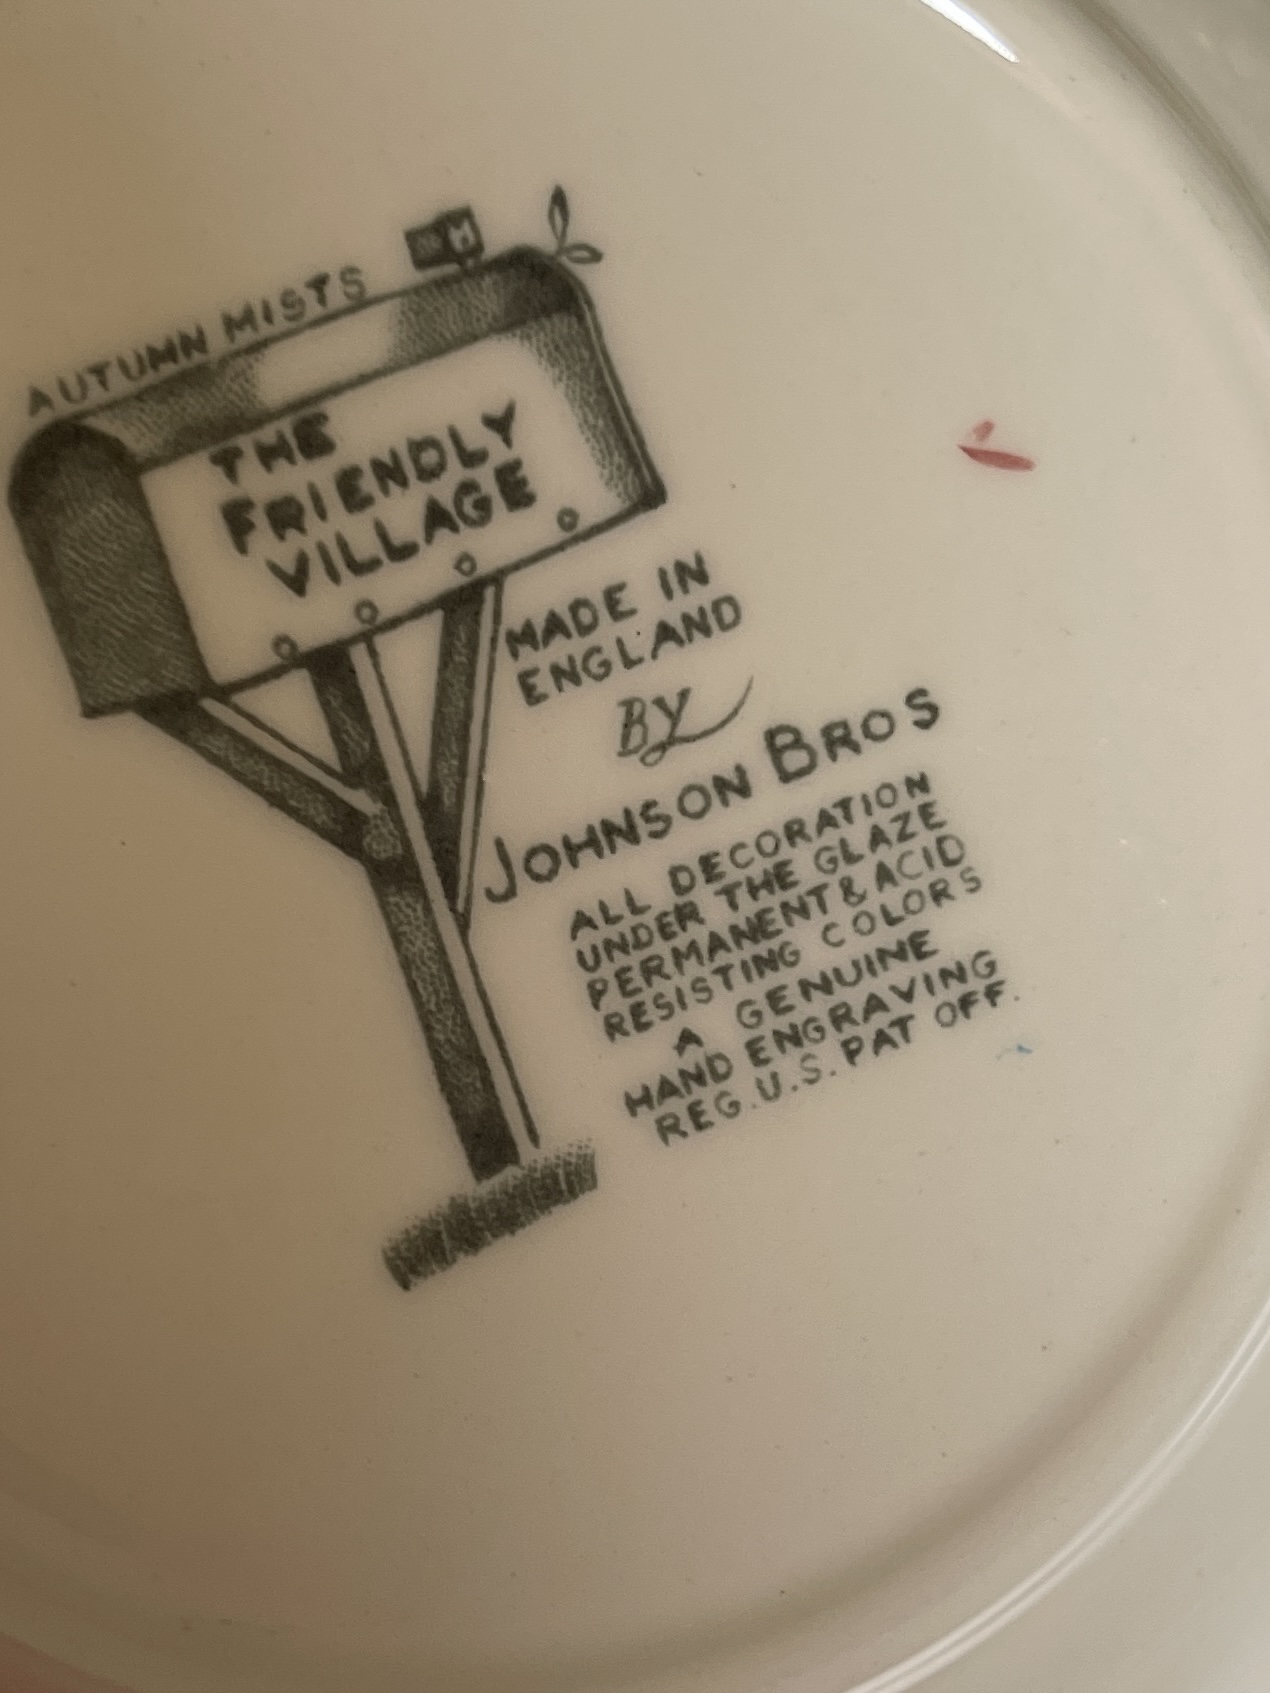 AUTUMN MISTS
THE
FRIENDLY
VILLAGE
MADE IN
ENGLAND
BY
JOHNSON BROS
ALL DECORATION
UNDER THE GLAZE
PERMANENT & ACID
RESISTING COLORS
A GENUINE
HAND ENGRAVING
REG. U.S. PAT OFF.